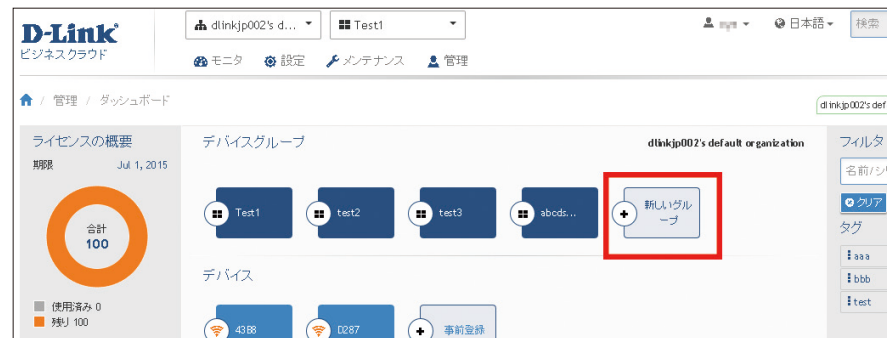 D-Link
ビジネスクラウド
dlinkjp002's d...
Test1
日本語
検索
モニタ
設定
メンテナンス
管理
/ 管理 / ダッシュボード
dlinkjp002's def
ライセンスの概要
期限 Jul 1, 2015
合計
100
使用済み 0
残り 100
デバイスグループ
dlinkjp002's default organization
Test1
test2
test3
abcds...
新しいグル
ープ
デバイス
43B8
D287
事前登録
フィルタ
名前/シ
クリア
タグ
aaa
bbb
test